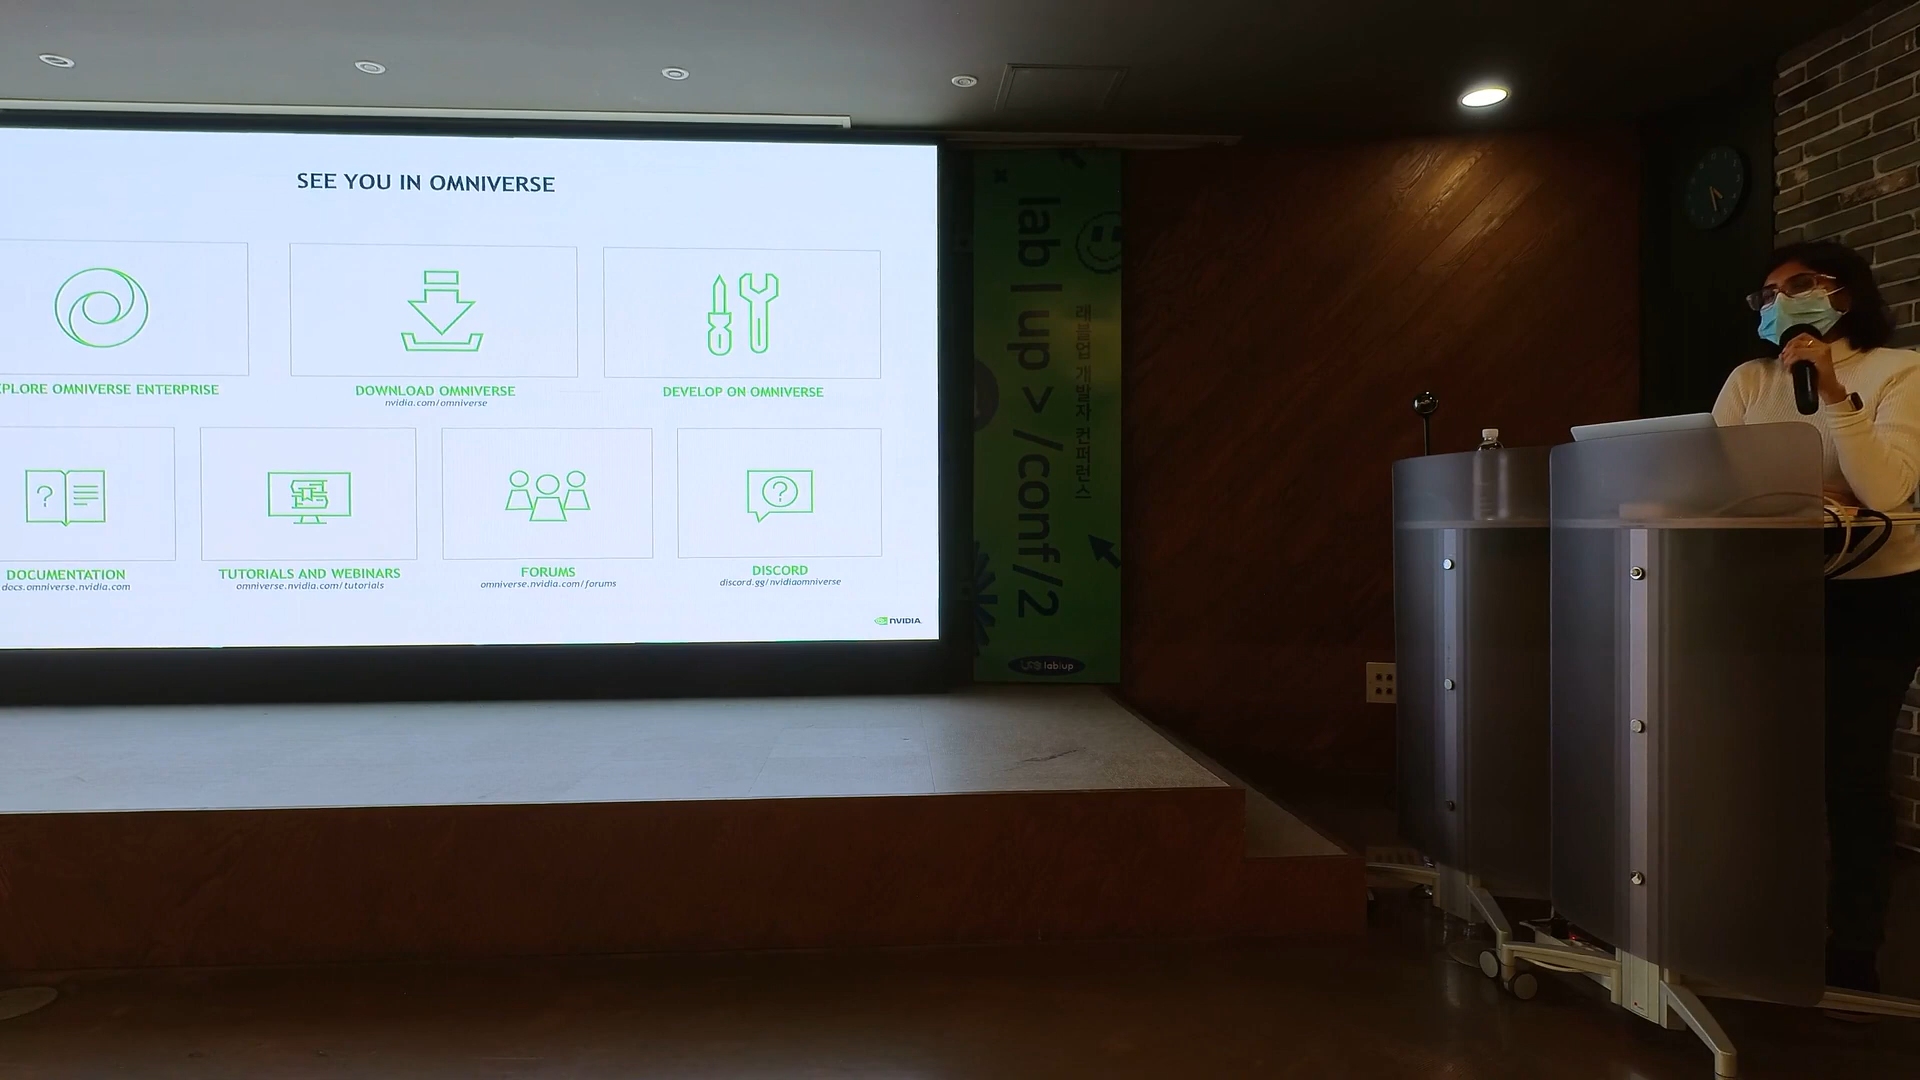 SEE YOU IN OMNIVERSE
PLORE OMNIVERSE ENTERPRISE
DOWNLOAD OMNIVERSE
nvidia.com/omniverse
DEVELOP ON OMNIVERSE
DOCUMENTATION
docs.omniverse.nvidia.com
TUTORIALS AND WEBINARS
omniverse.nvidia.com/tutorials
FORUMS
omniverse.nvidia.com/forums
DISCORD
discord.gg/nvidiaomniverse
NVIDIA
lab | up > /conf/2
래블업 개발자 컨퍼런스
lab|up